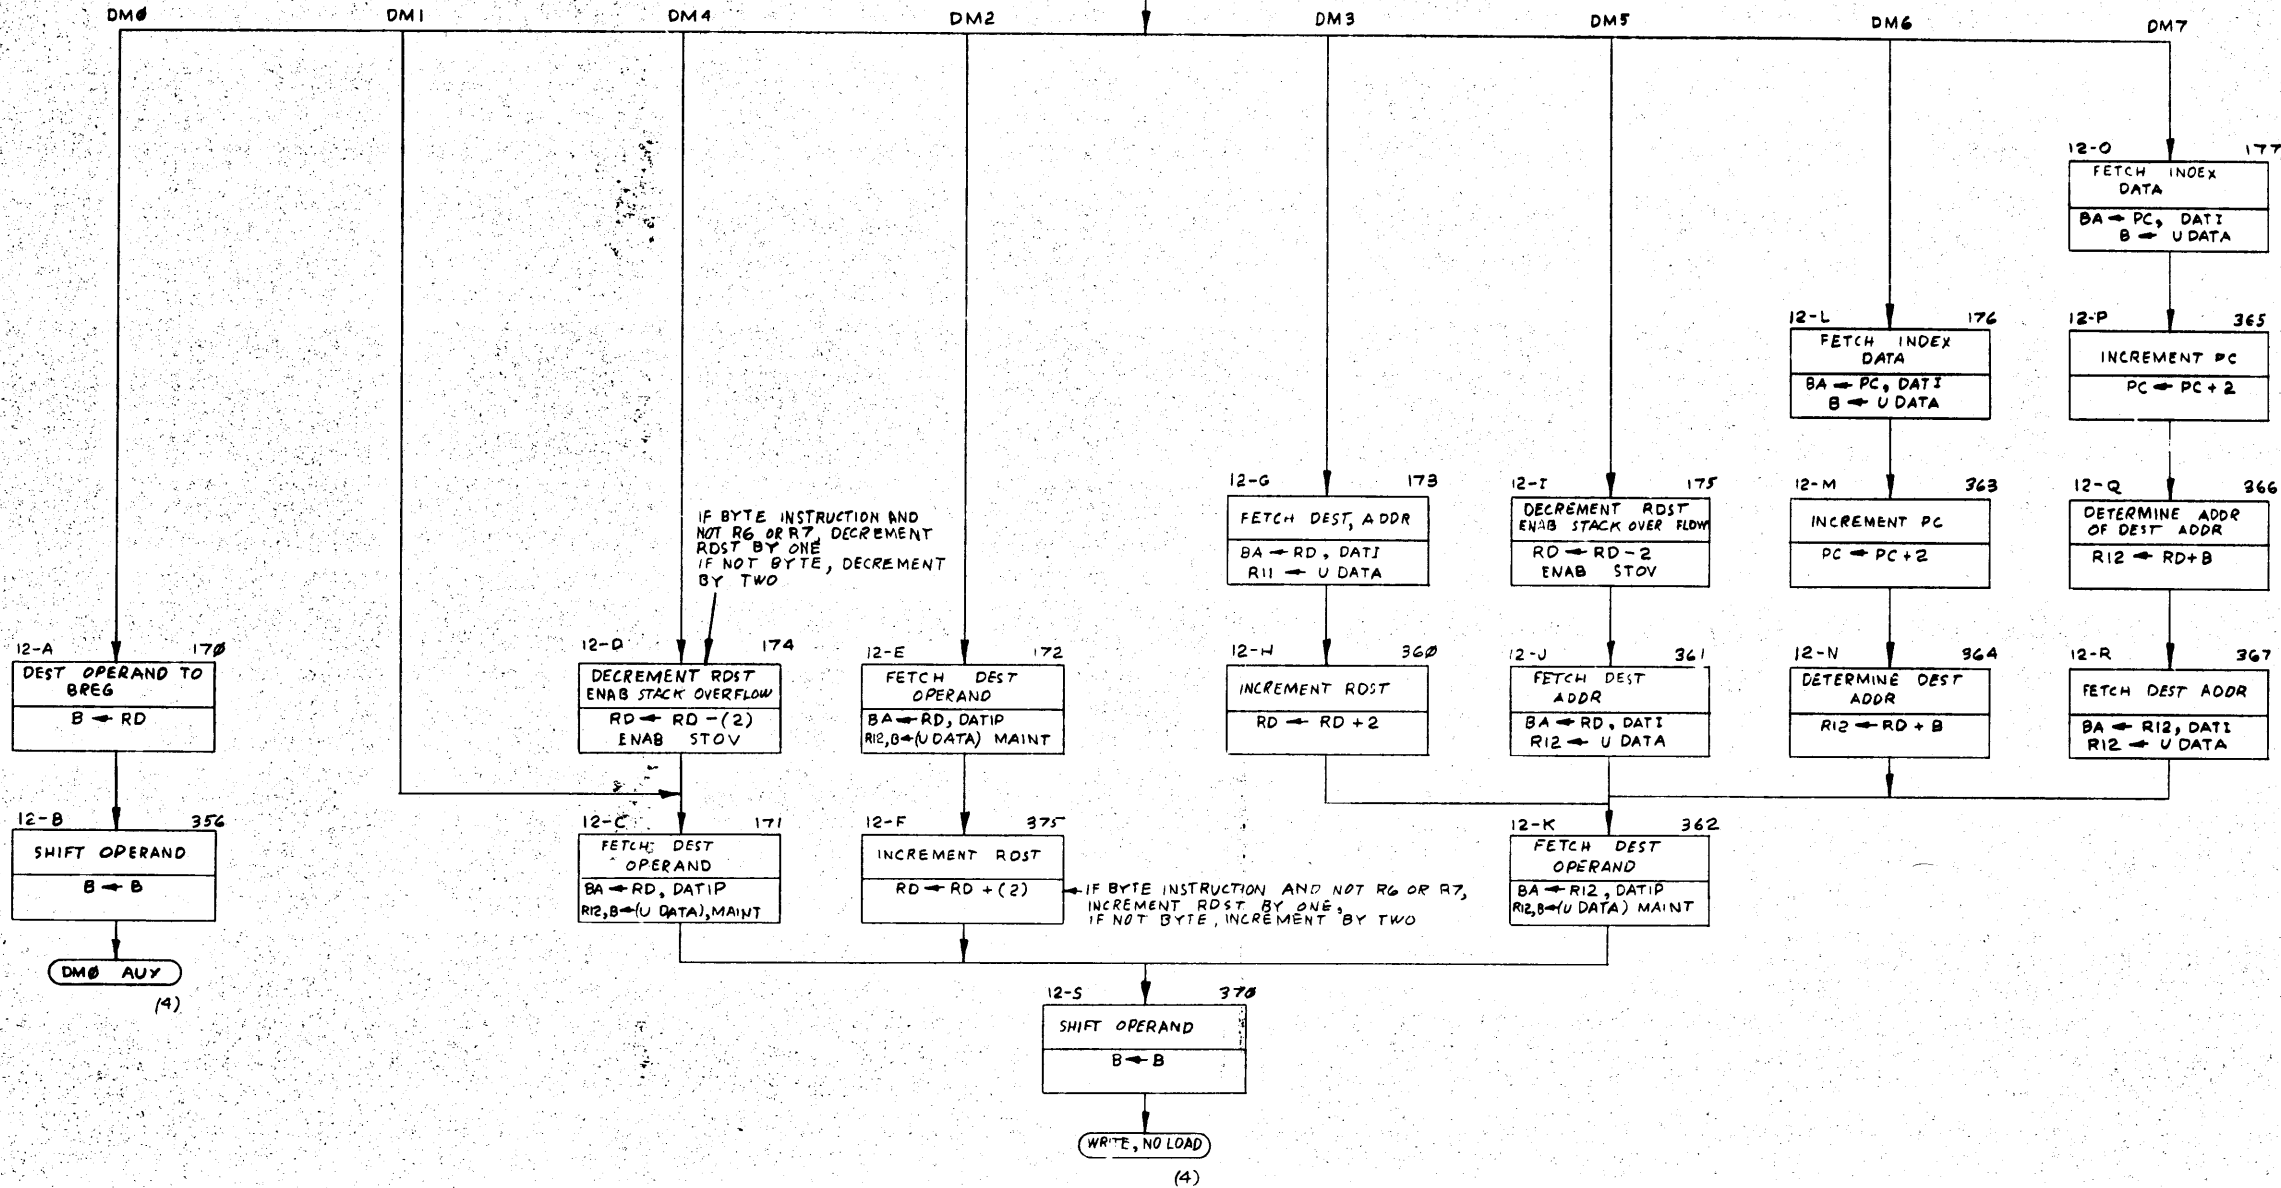 DMØ DM1 DM4 DM2 DM3 DM5 DM6 DM7
12-O 177
FETCH INDEX
DATA
BA ← PC, DATI
B ← U DATA
12-L 176
FETCH INDEX
DATA
BA ← PC, DATI
B ← U DATA
12-P 365
INCREMENT PC
PC ← PC + 2
12-G 173
FETCH DEST, ADDR
BA ← RD, DATI
R11 ← U DATA
12-I 175
DECREMENT RDST
ENAB STACK OVER FLOW
RD ← RD - 2
ENAB STOV
12-M 363
INCREMENT PC
PC ← PC + 2
12-Q 366
DETERMINE ADDR
OF DEST ADDR
R12 ← RD+B
IF BYTE INSTRUCTION AND
NOT R6 OR R7, DECREMENT
RDST BY ONE
IF NOT BYTE, DECREMENT
BY TWO
12-A 17Ø
DEST OPERAND TO
BREG
B ← RD
12-D 174
DECREMENT RDST
ENAB STACK OVERFLOW
RD ← RD - (2)
ENAB STOV
12-E 172
FETCH DEST
OPERAND
BA ← RD, DATIP
R12, B ← (U DATA) MAINT
12-H 36Ø
INCREMENT RDST
RD ← RD + 2
12-J 361
FETCH DEST
ADDR
BA ← RD, DATI
R12 ← U DATA
12-N 364
DETERMINE DEST
ADDR
R12 ← RD + B
12-R 367
FETCH DEST ADDR
BA ← R12, DATI
R12 ← U DATA
12-B 356
SHIFT OPERAND
B ← B
12-C 171
FETCH DEST
OPERAND
BA ← RD, DATIP
R12, B ← (U DATA), MAINT
12-F 375
INCREMENT RDST
RD ← RD + (2)
IF BYTE INSTRUCTION AND NOT R6 OR R7,
INCREMENT RDST BY ONE,
IF NOT BYTE, INCREMENT BY TWO
12-K 362
FETCH DEST
OPERAND
BA ← R12, DATIP
R12, B ← (U DATA) MAINT
DMØ AUX
(4)
12-S 37Ø
SHIFT OPERAND
B ← B
WRITE, NO LOAD
(4)